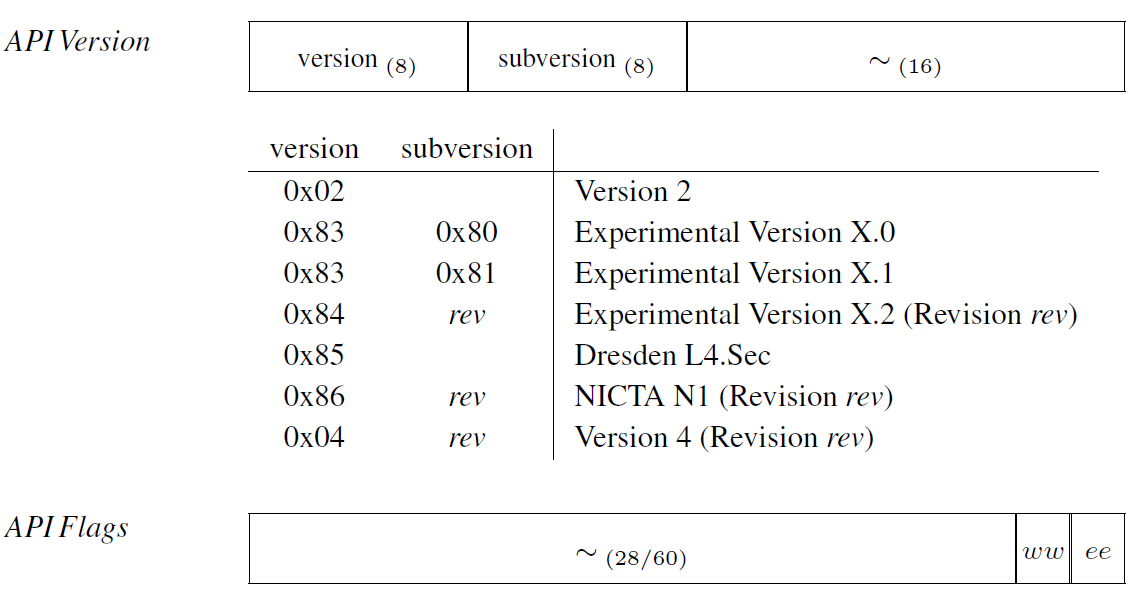 API Version version (8) subversion (8) ~ (16)
version subversion
0x02 Version 2
0x83 0x80 Experimental Version X.0
0x83 0x81 Experimental Version X.1
0x84 rev Experimental Version X.2 (Revision rev)
0x85 Dresden L4.Sec
0x86 rev NICTA N1 (Revision rev)
0x04 rev Version 4 (Revision rev)
API Flags ~ (28/60) ww ee